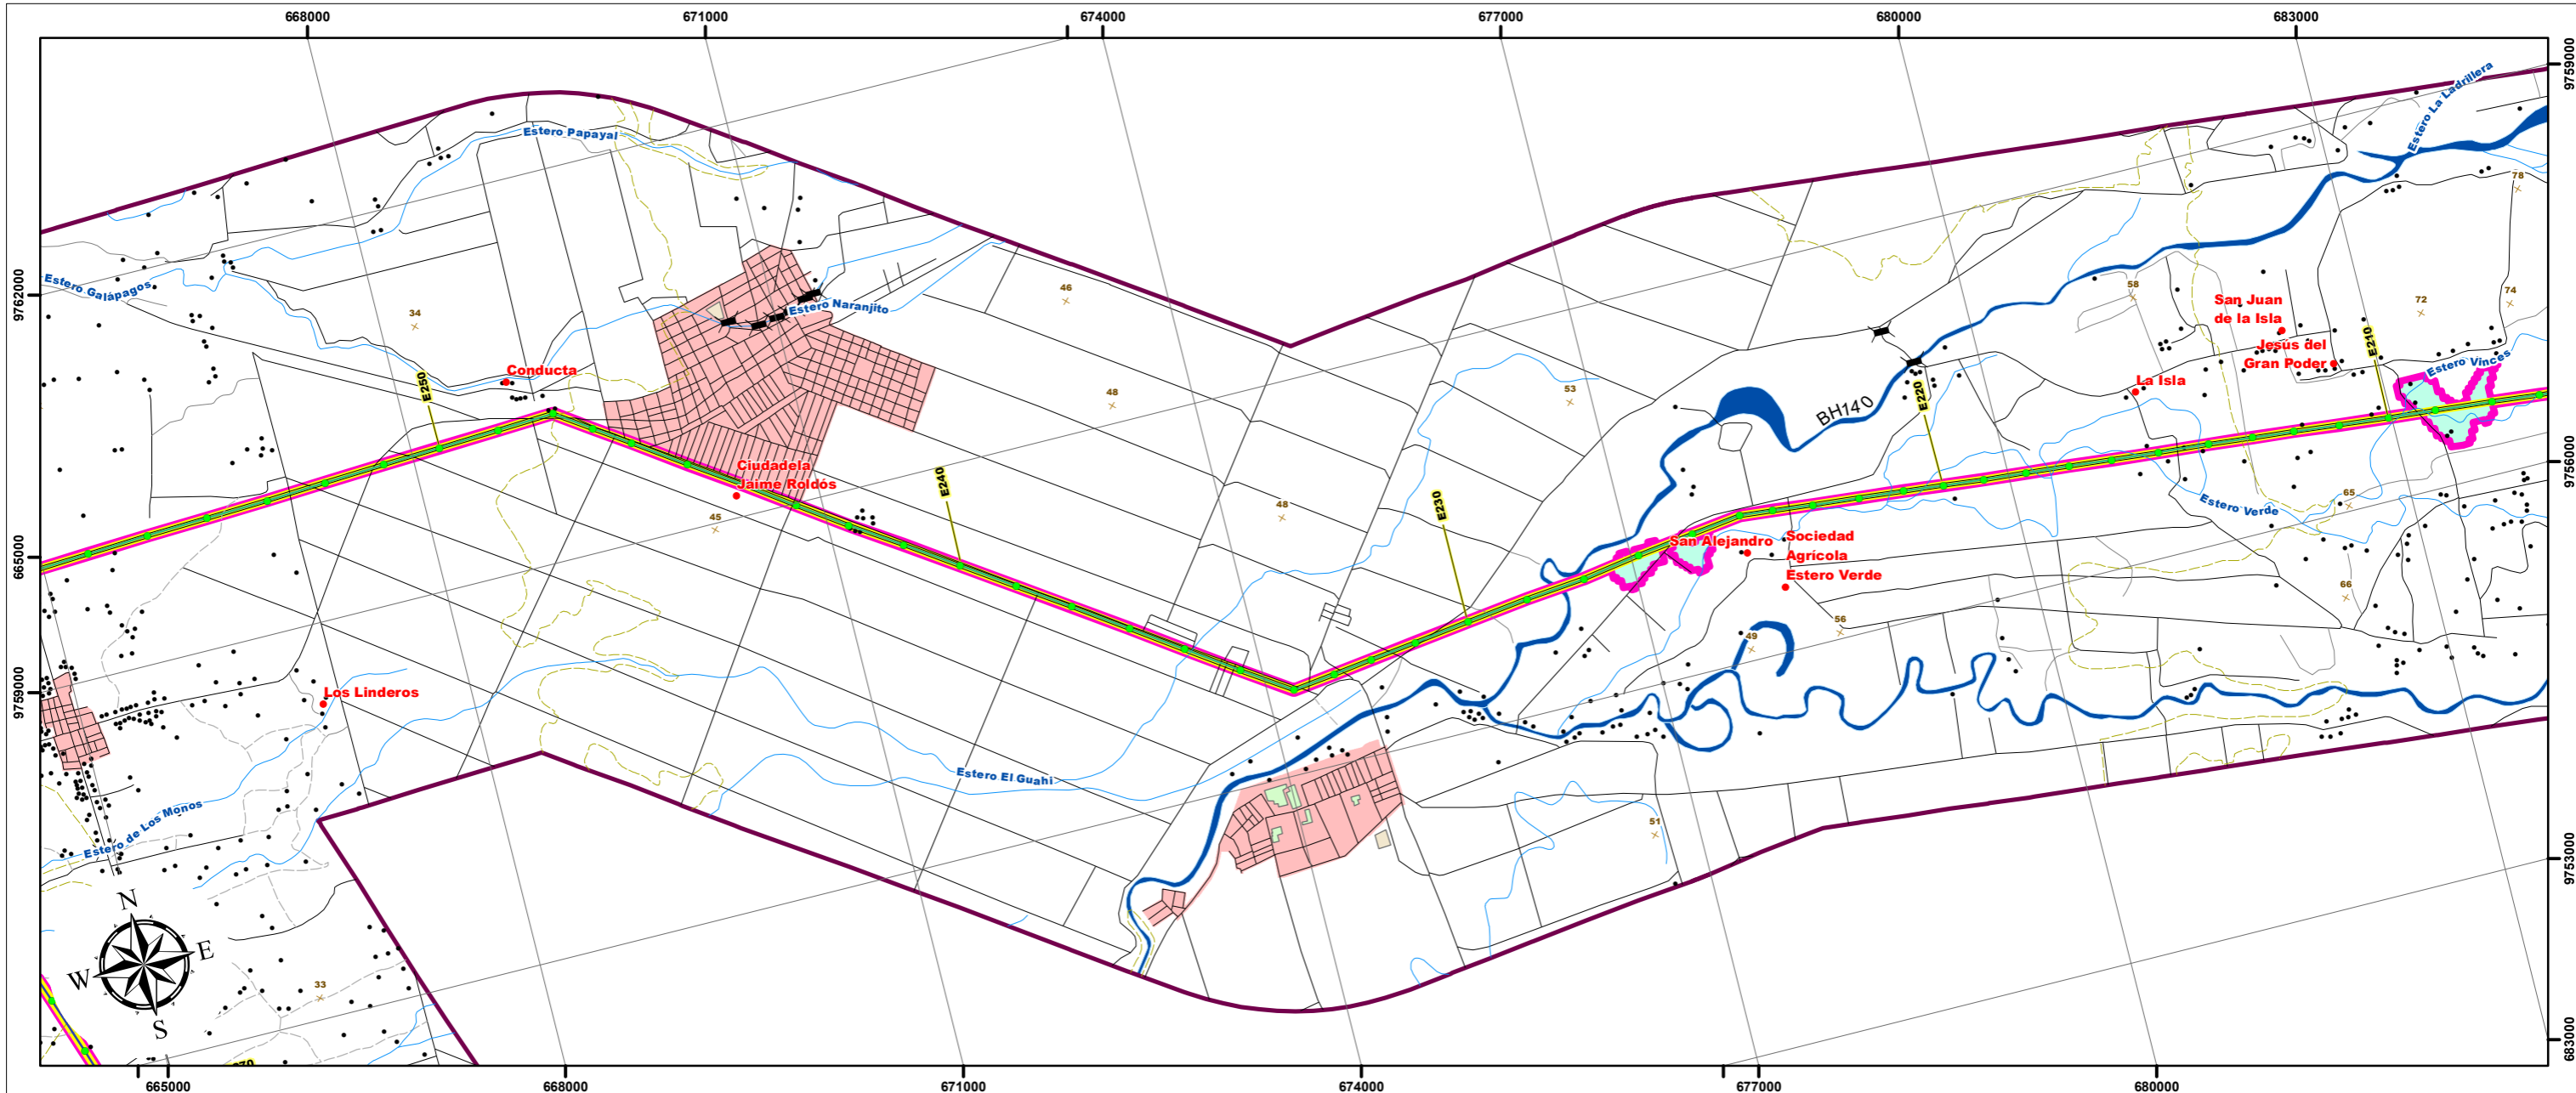 668000
671000
674000
677000
680000
683000
9759000
Estero La Ladrillera
Estero Papayal
78
9762000
Estero Galápagos
34
46
Estero Naranjito
58
San Juan
de la Isla
72
74
Jesús del
Gran Poder
E210
Estero Vinces
Conducta
E250
La Isla
48
53
E220
BH140
9756000
Ciudadela
Jaime Roldós
E240
45
48
E230
65
Estero Verde
665000
San Alejandro
Sociedad
Agrícola
Estero Verde
66
56
49
9759000
Los Linderos
Estero El Guahi
Estero de Los Monos
51
9753000
N
E
W
S
33
683000
665000
668000
671000
674000
677000
680000